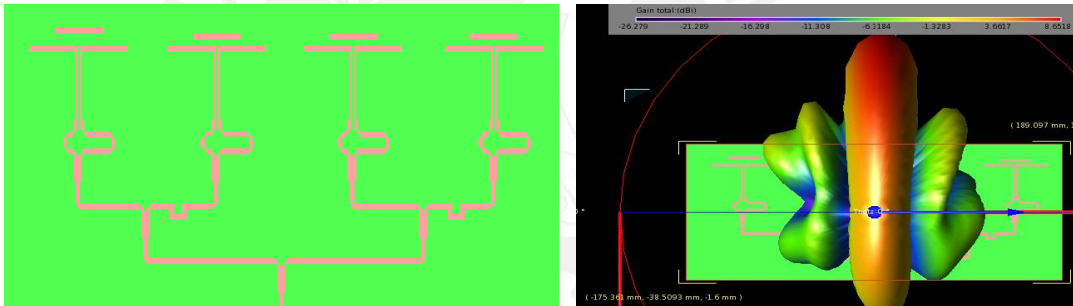 Gain total:(dBi)
-26.279 -21.289 -16.298 -11.308 -6.3184 -1.3283 3.6617 8.6518
( 189.097 mm,
( -175.361 mm, -38.5093 mm, -1.6 mm )